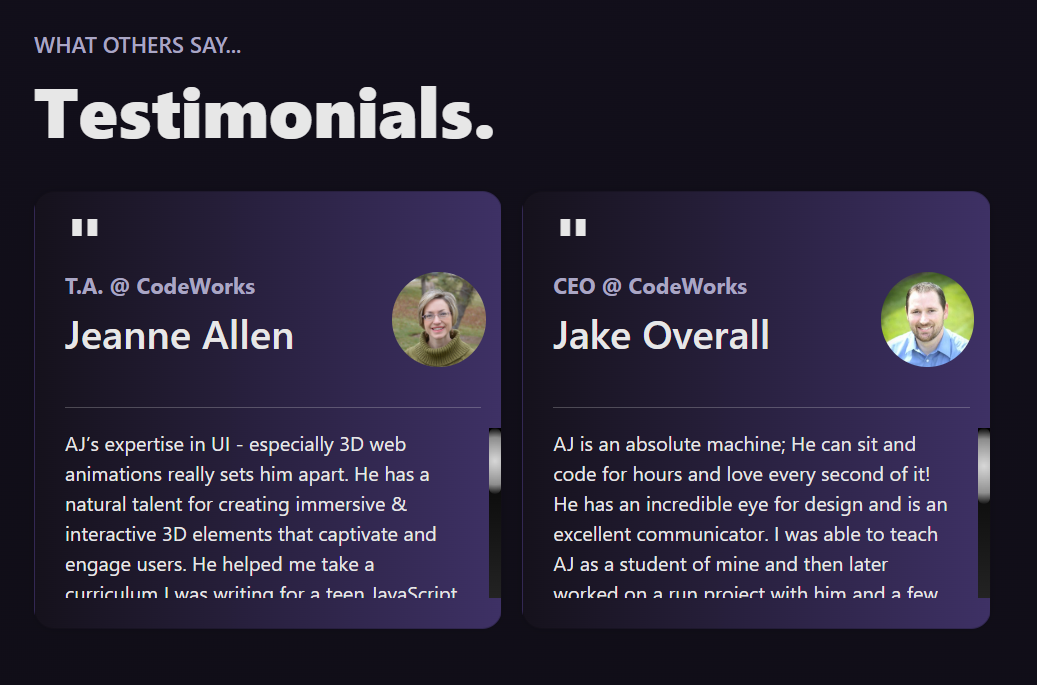 WHAT OTHERS SAY...
Testimonials.
"
T.A. @ CodeWorks
Jeanne Allen
AJ’s expertise in UI - especially 3D web
animations really sets him apart. He has a
natural talent for creating immersive &
interactive 3D elements that captivate and
engage users. He helped me take a
curriculum I was writing for a teen JavaScript
"
CEO @ CodeWorks
Jake Overall
AJ is an absolute machine; He can sit and
code for hours and love every second of it!
He has an incredible eye for design and is an
excellent communicator. I was able to teach
AJ as a student of mine and then later
worked on a run project with him and a few